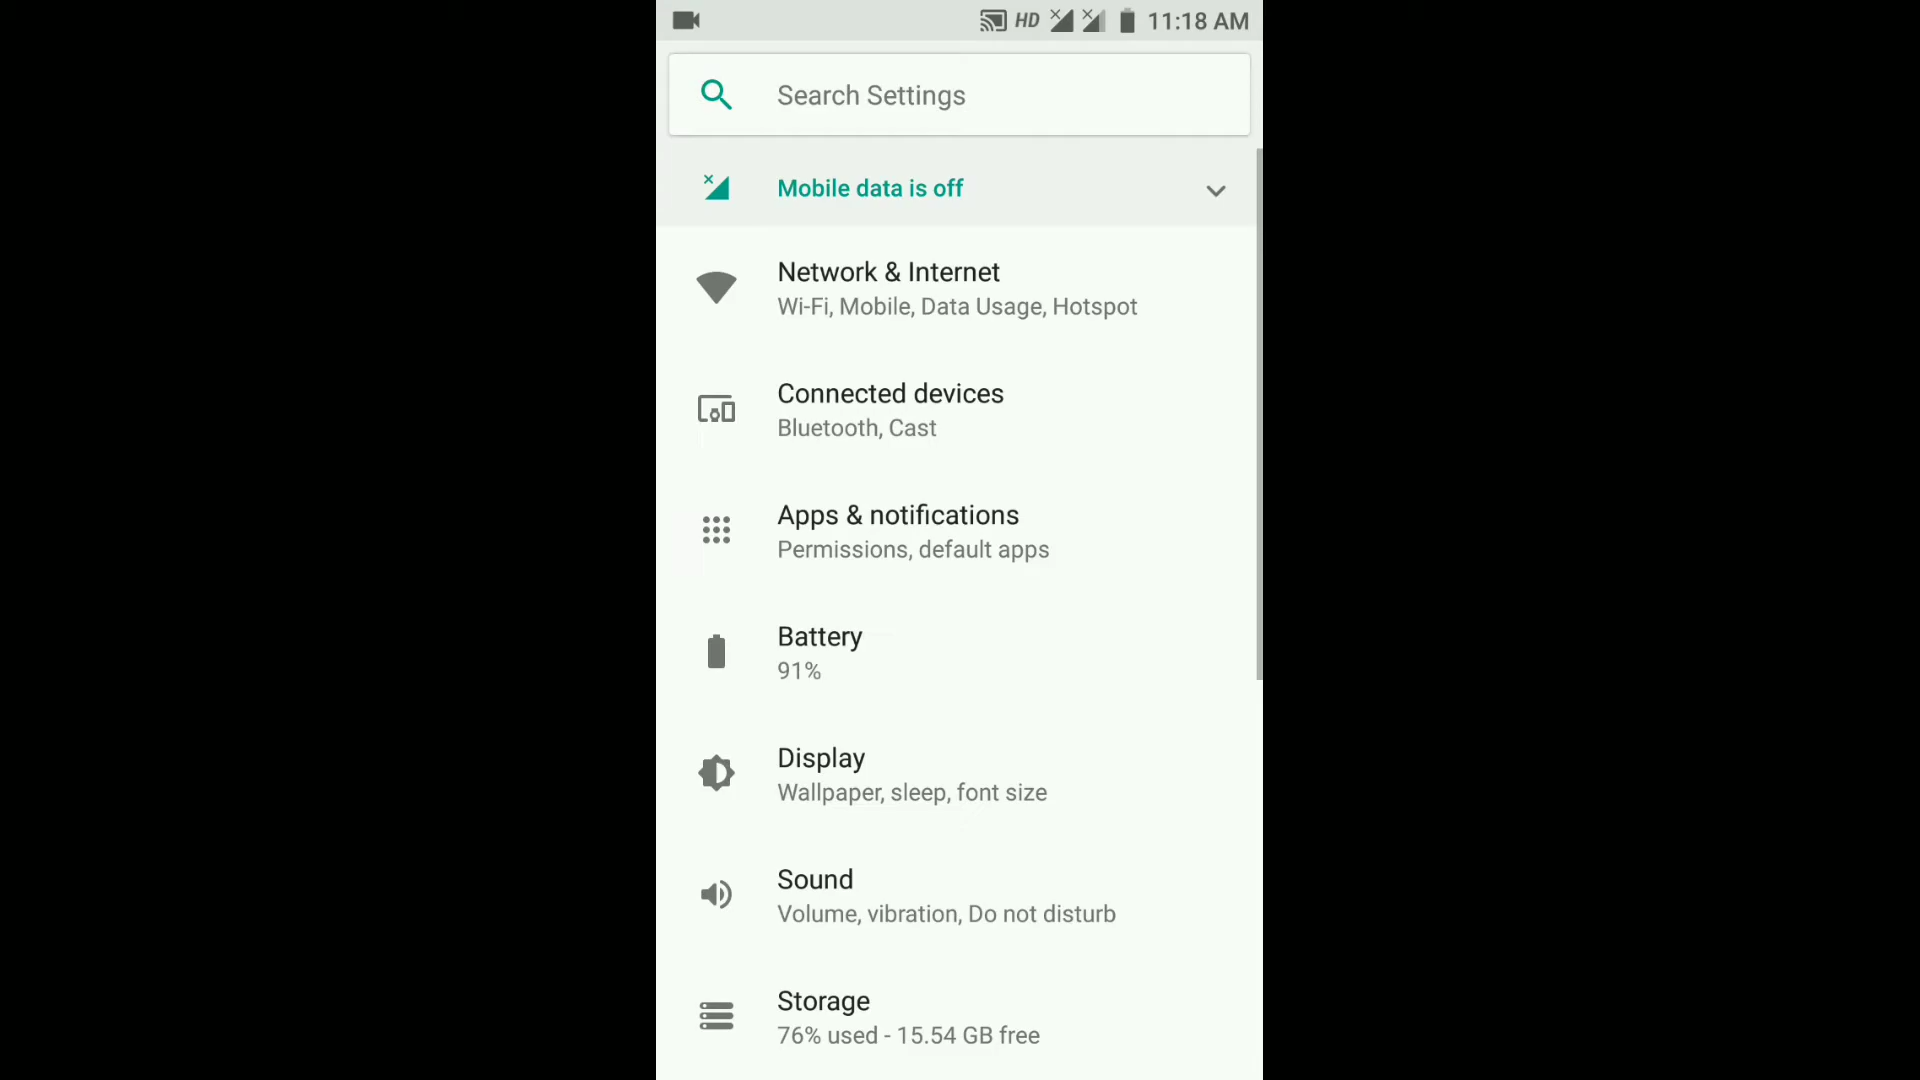 HD 11:18 AM
Search Settings
Mobile data is off
Network & Internet
Wi-Fi, Mobile, Data Usage, Hotspot
Connected devices
Bluetooth, Cast
Apps & notifications
Permissions, default apps
Battery
91%
Display
Wallpaper, sleep, font size
Sound
Volume, vibration, Do not disturb
Storage
76% used - 15.54 GB free